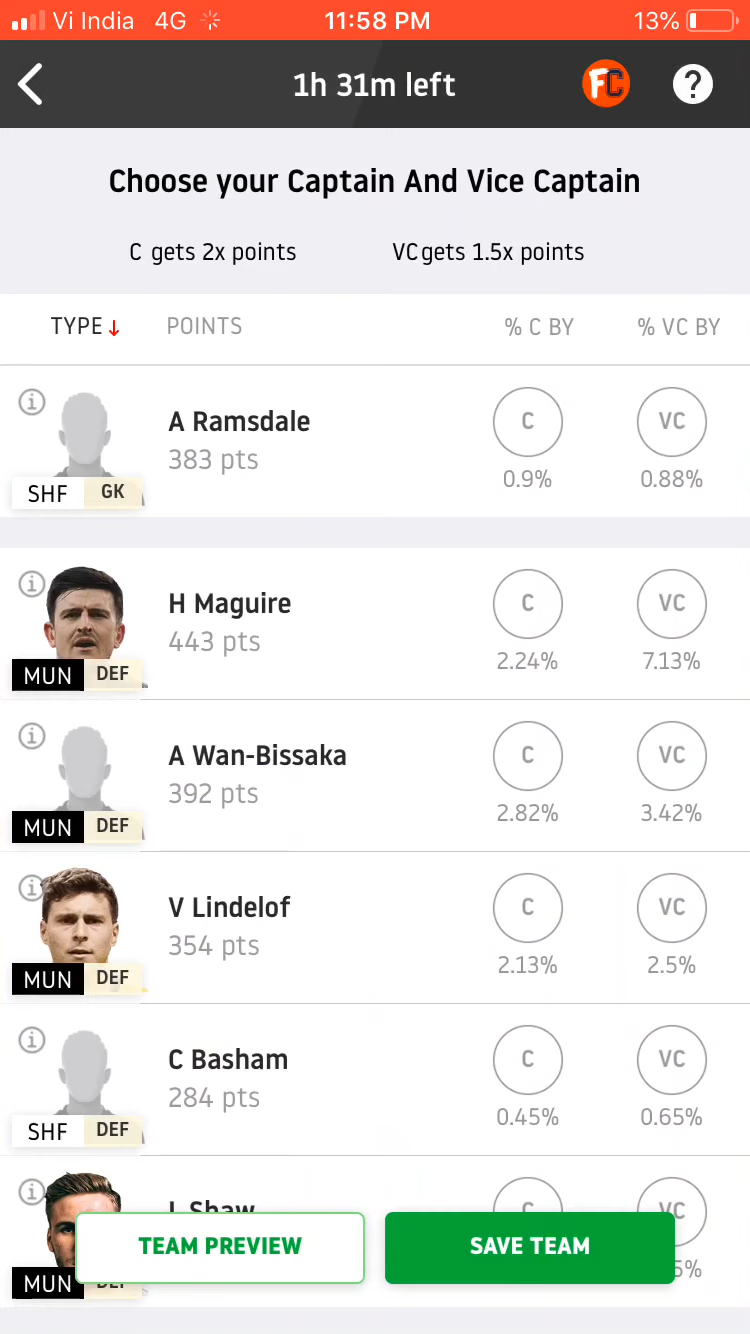 Vi India 4G 11:58 PM 13%
1h 31m left FC ?
Choose your Captain And Vice Captain
C gets 2x points VC gets 1.5x points
TYPE↓ POINTS % C BY % VC BY
A Ramsdale C VC
383 pts 0.9% 0.88%
SHF GK
H Maguire C VC
443 pts 2.24% 7.13%
MUN DEF
A Wan-Bissaka C VC
392 pts 2.82% 3.42%
MUN DEF
V Lindelof C VC
354 pts 2.13% 2.5%
MUN DEF
C Basham C VC
284 pts 0.45% 0.65%
SHF DEF
L Shaw C VC
TEAM PREVIEW SAVE TEAM
5%
MUN DEF